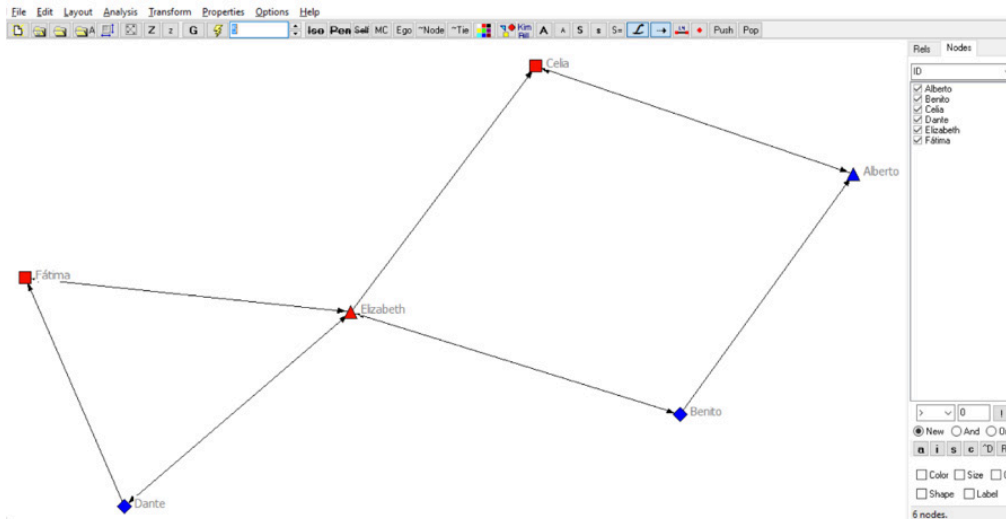 File Edit Layout Analysis Transform Properties Options Help
A Z z G Iso Pen Self MC Ego ~Node ~Tie Kim A A S s S= L → Push Pop
Rels Nodes
ID
Alberto
Benito
Celia
Dante
Elizabeth
Fátima
Celia
Alberto
Fátima
Elizabeth
Benito
Dante
> 0 !
New And
a i s c ^D
Color Size
Shape Label
6 nodes.